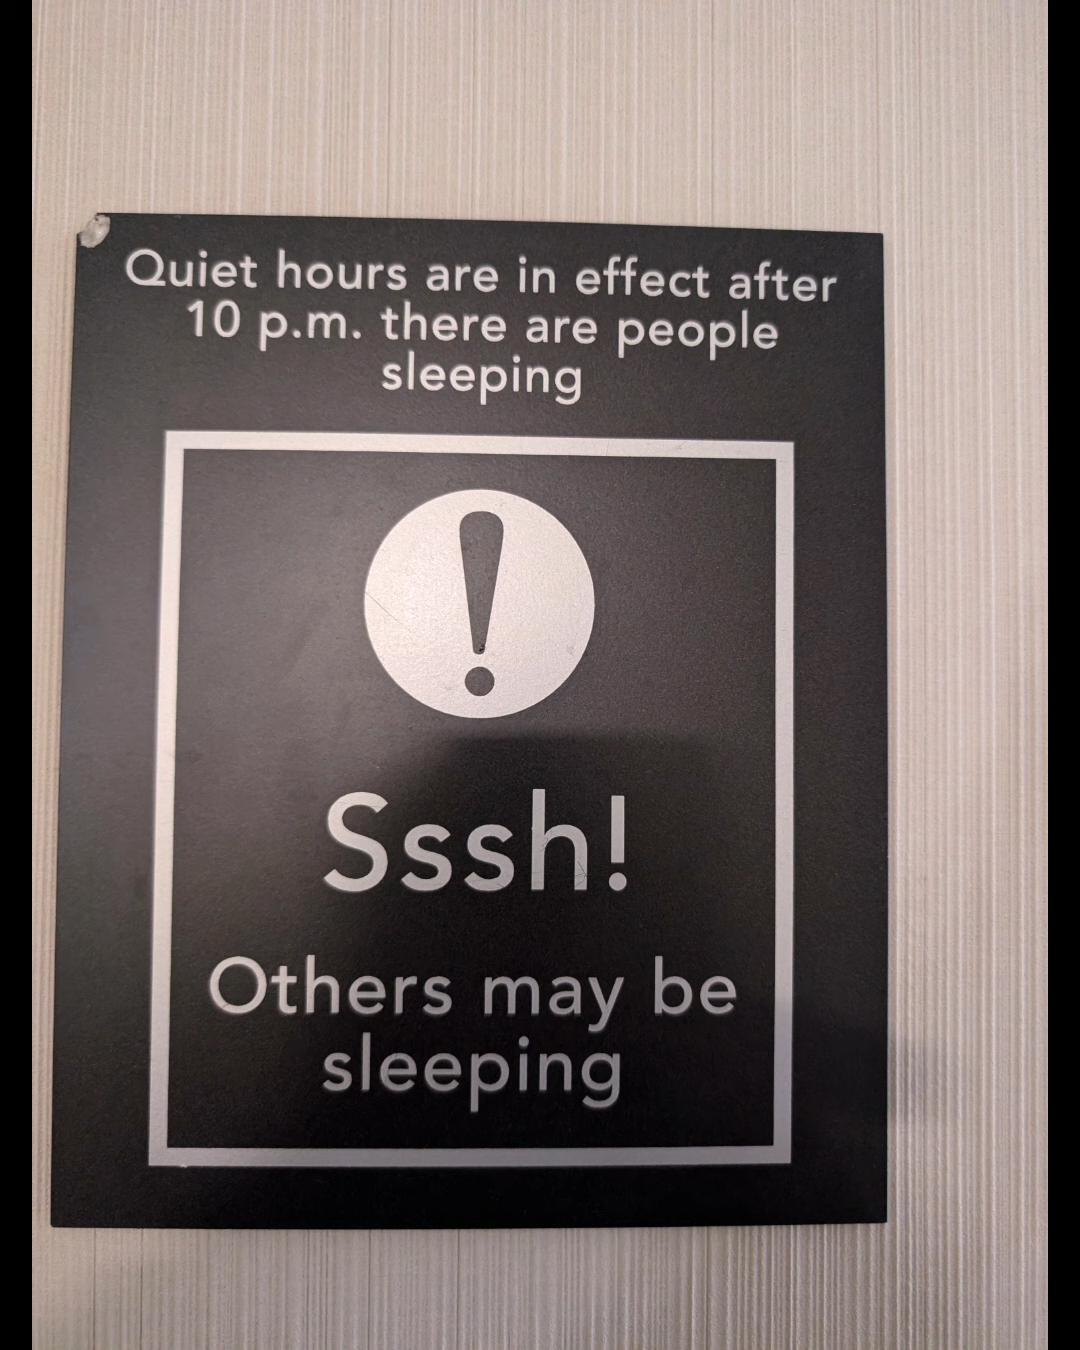 Quiet hours are in effect after
10 p.m. there are people
sleeping
!
Sssh!
Others may be
sleeping